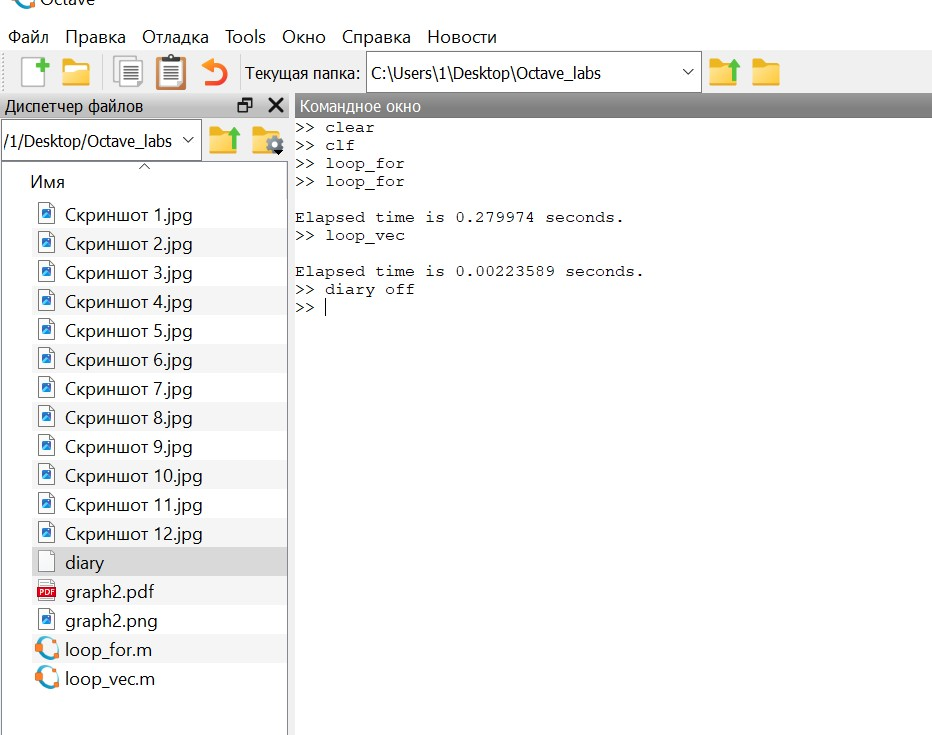 Octave
Файл Правка Отладка Tools Окно Справка Новости
Текущая папка: C:\Users\1\Desktop\Octave_labs
Диспетчер файлов
/1/Desktop/Octave_labs
Имя
Скриншот 1.jpg
Скриншот 2.jpg
Скриншот 3.jpg
Скриншот 4.jpg
Скриншот 5.jpg
Скриншот 6.jpg
Скриншот 7.jpg
Скриншот 8.jpg
Скриншот 9.jpg
Скриншот 10.jpg
Скриншот 11.jpg
Скриншот 12.jpg
diary
PDF graph2.pdf
graph2.png
loop_for.m
loop_vec.m
Командное окно
>> clear
>> clf
>> loop_for
>> loop_for
Elapsed time is 0.279974 seconds.
>> loop_vec
Elapsed time is 0.00223589 seconds.
>> diary off
>>